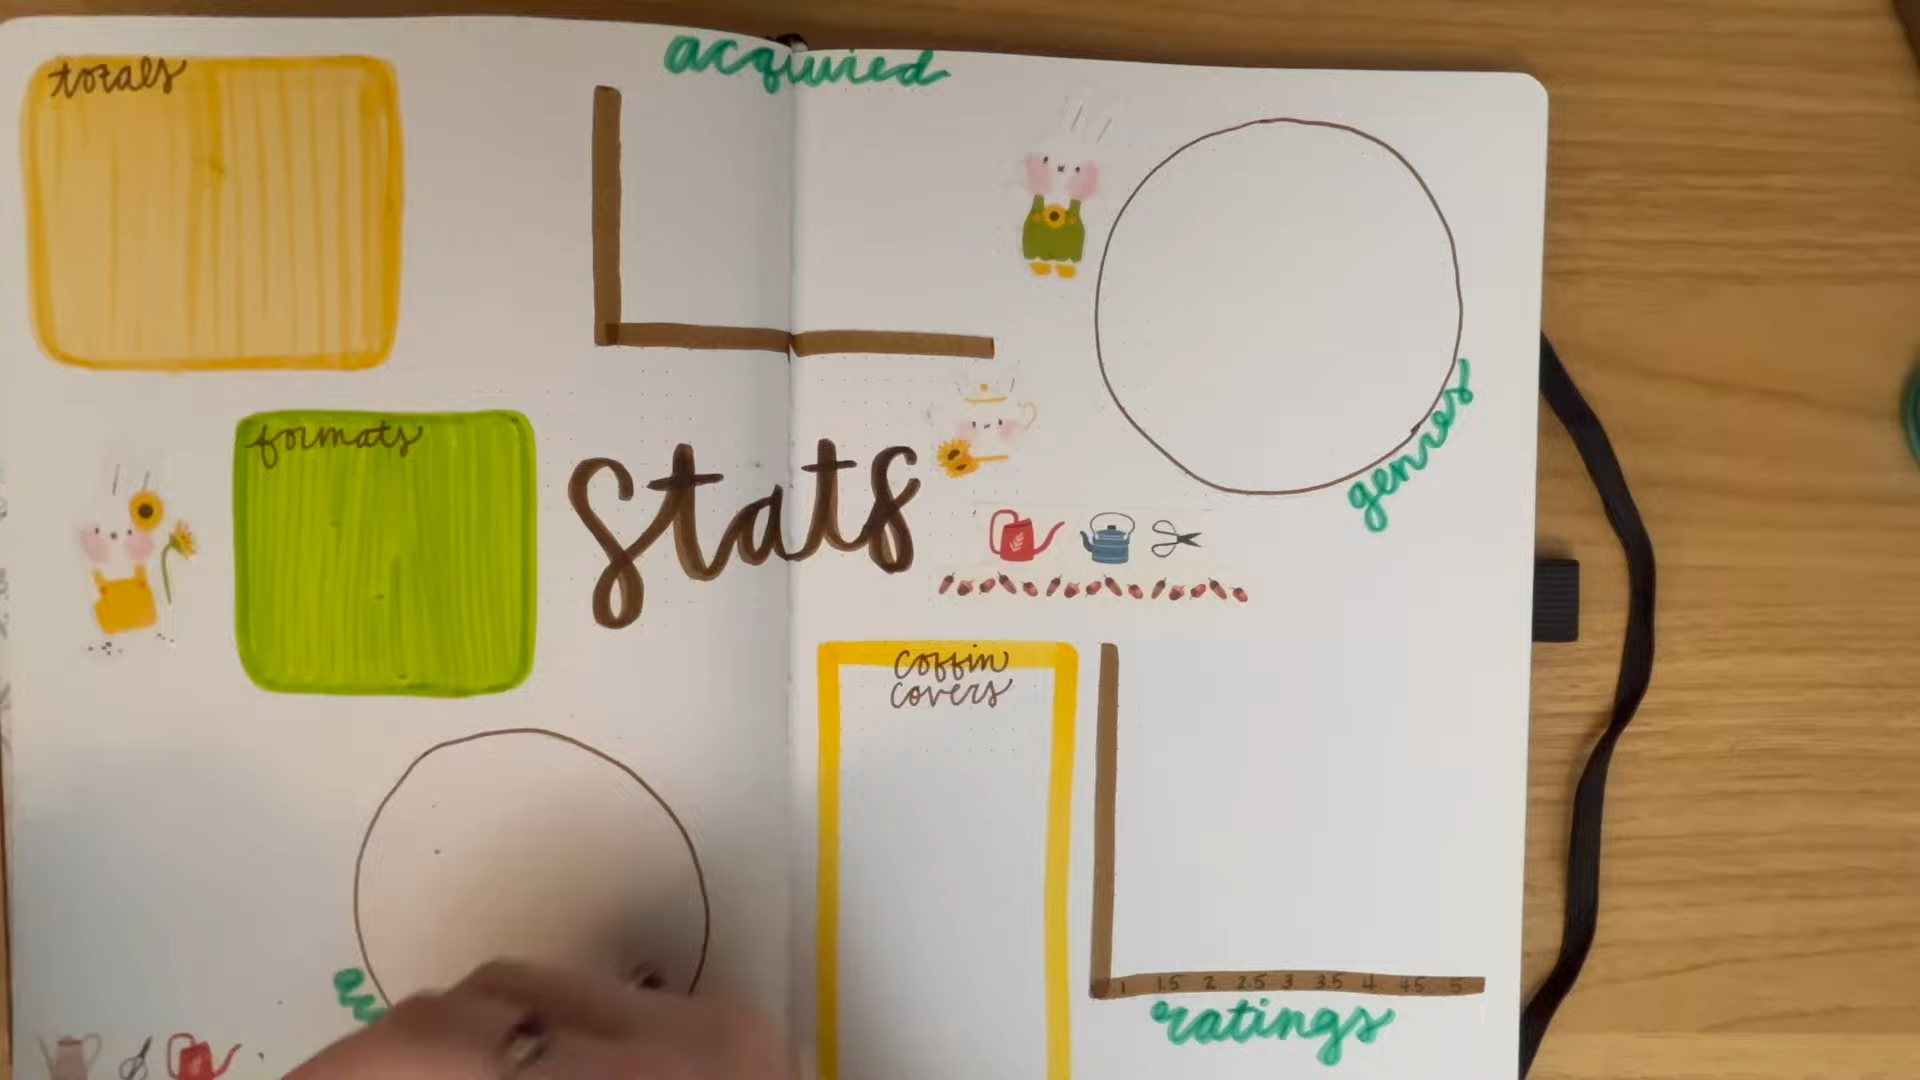 totals
acquired
formats
stats
genres
coffin
covers
1 1.5 2 2.5 3 3.5 4 4.5 5
ratings